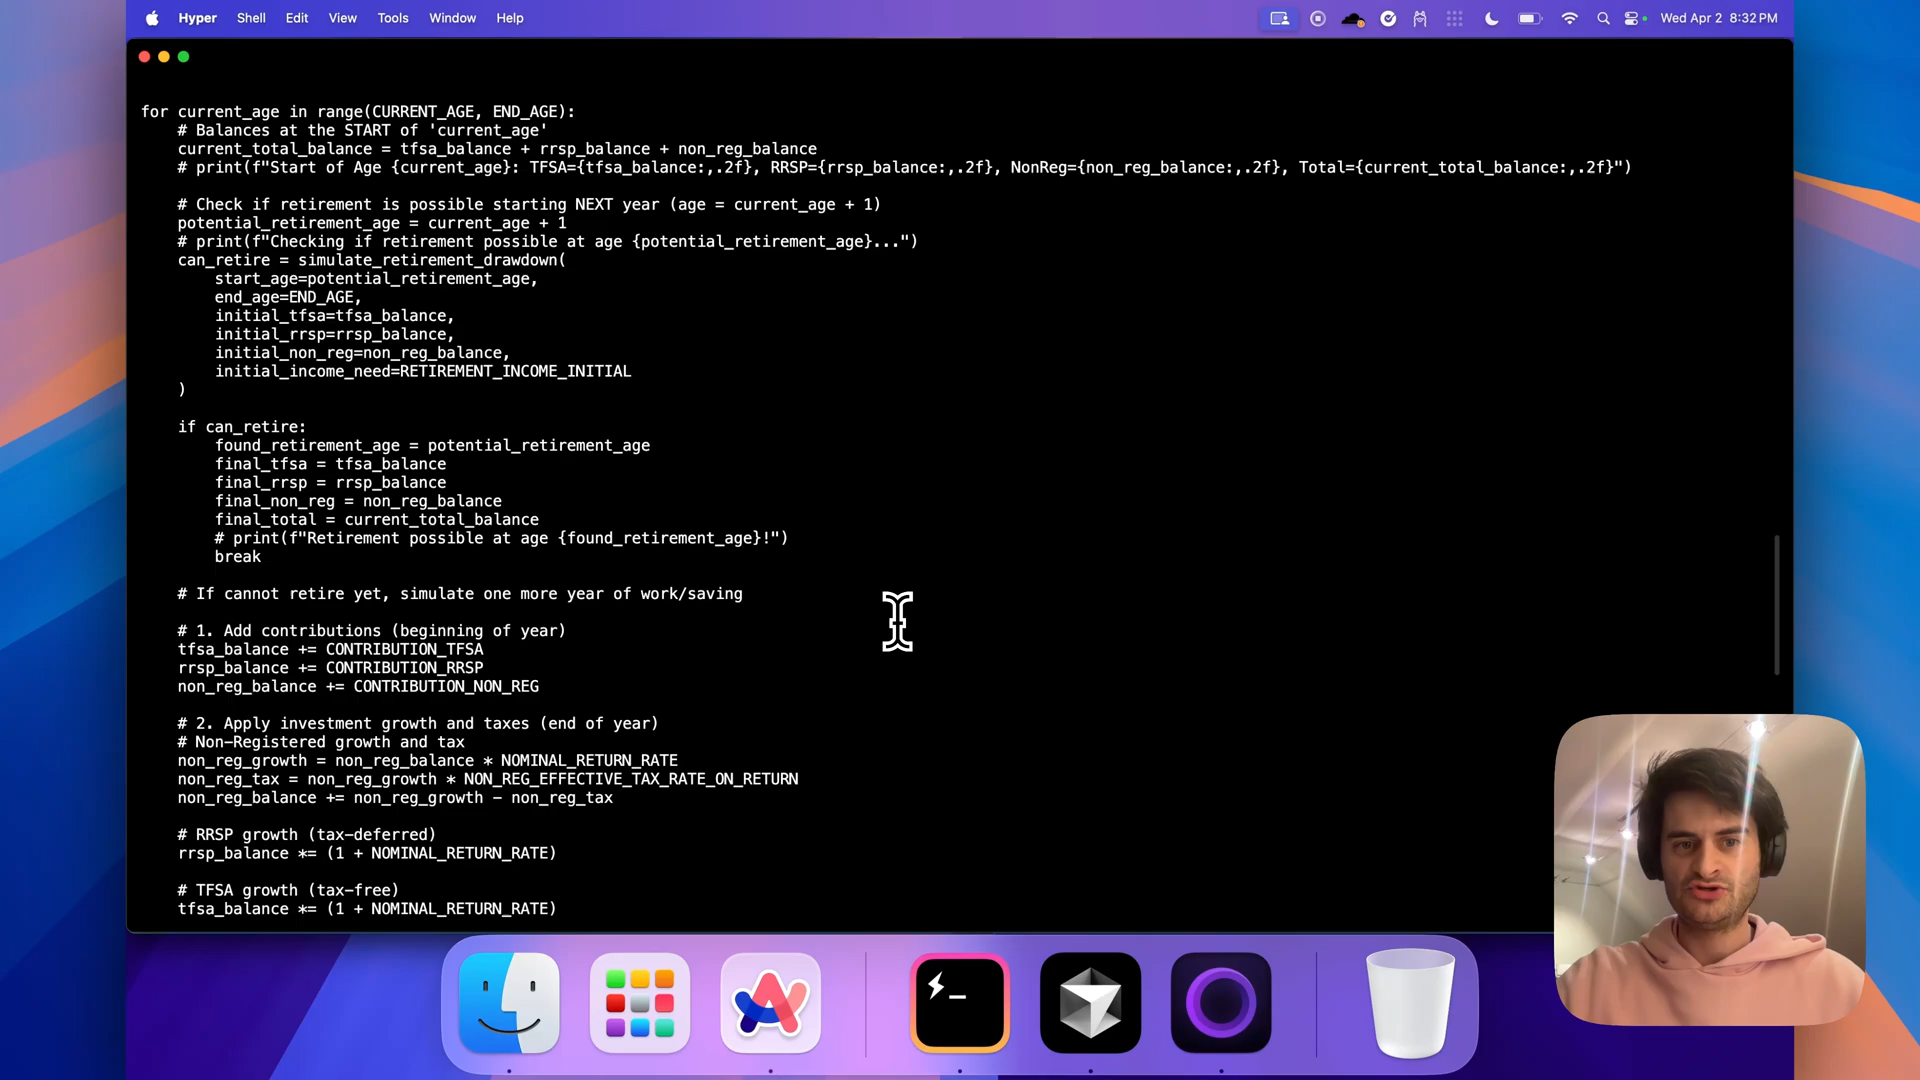 Hyper Shell Edit View Tools Window Help Wed Apr 2 8:32 PM
for current_age in range(CURRENT_AGE, END_AGE):
    # Balances at the START of 'current_age'
    current_total_balance = tfsa_balance + rrsp_balance + non_reg_balance
    # print(f"Start of Age {current_age}: TFSA={tfsa_balance:,.2f}, RRSP={rrsp_balance:,.2f}, NonReg={non_reg_balance:,.2f}, Total={current_total_balance:,.2f}")
    # Check if retirement is possible starting NEXT year (age = current_age + 1)
    potential_retirement_age = current_age + 1
    # print(f"Checking if retirement possible at age {potential_retirement_age}...")
    can_retire = simulate_retirement_drawdown(
        start_age=potential_retirement_age,
        end_age=END_AGE,
        initial_tfsa=tfsa_balance,
        initial_rrsp=rrsp_balance,
        initial_non_reg=non_reg_balance,
        initial_income_need=RETIREMENT_INCOME_INITIAL
    )
    if can_retire:
        found_retirement_age = potential_retirement_age
        final_tfsa = tfsa_balance
        final_rrsp = rrsp_balance
        final_non_reg = non_reg_balance
        final_total = current_total_balance
        # print(f"Retirement possible at age {found_retirement_age}!")
        break
    # If cannot retire yet, simulate one more year of work/saving
    # 1. Add contributions (beginning of year)
    tfsa_balance += CONTRIBUTION_TFSA
    rrsp_balance += CONTRIBUTION_RRSP
    non_reg_balance += CONTRIBUTION_NON_REG
    # 2. Apply investment growth and taxes (end of year)
    # Non-Registered growth and tax
    non_reg_growth = non_reg_balance * NOMINAL_RETURN_RATE
    non_reg_tax = non_reg_growth * NON_REG_EFFECTIVE_TAX_RATE_ON_RETURN
    non_reg_balance += non_reg_growth - non_reg_tax
    # RRSP growth (tax-deferred)
    rrsp_balance *= (1 + NOMINAL_RETURN_RATE)
    # TFSA growth (tax-free)
    tfsa_balance *= (1 + NOMINAL_RETURN_RATE)